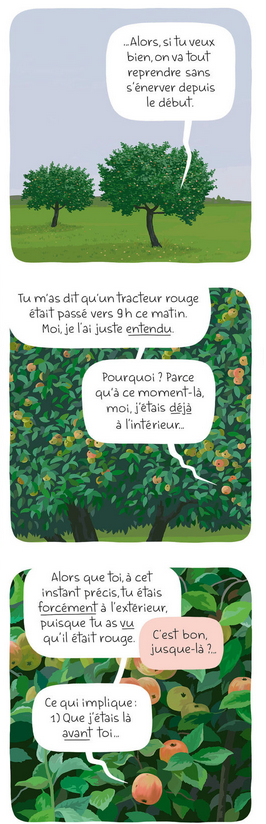 ...Alors, si tu veux
bien, on va tout
reprendre sans
s'énerver depuis
le début.
Tu m'as dit qu'un tracteur rouge
était passé vers 9h ce matin.
Moi, je l'ai juste entendu.
Pourquoi ? Parce
qu'à ce moment-là,
moi, j'étais déjà
à l'intérieur...
Alors que toi, à cet
instant précis, tu étais
forcément à l'extérieur,
puisque tu as vu
qu'il était rouge.
C'est bon,
jusque-là ?..
Ce qui implique :
1) Que j'étais là
avant toi...